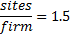 sites
firm = 1.5